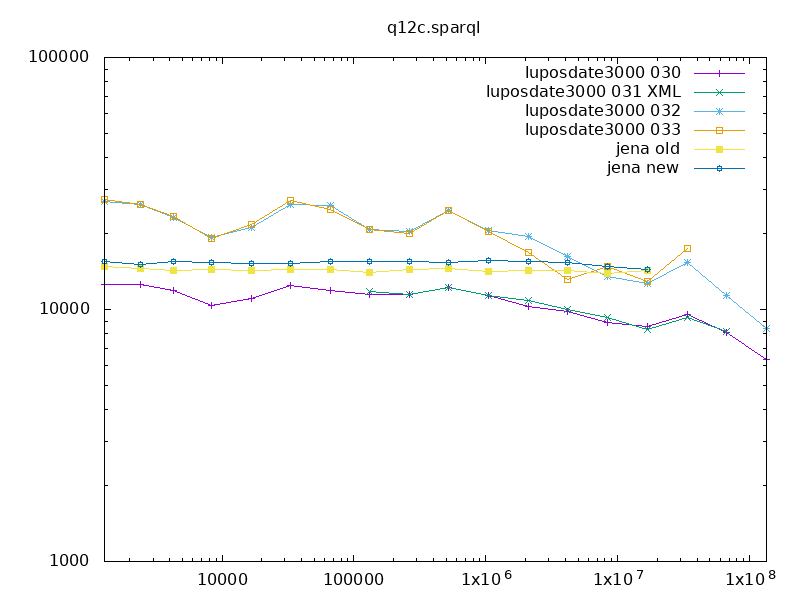 q12c.sparql
100000
10000
1000
luposdate3000 030
luposdate3000 031 XML
luposdate3000 032
luposdate3000 033
jena old
jena new
10000
100000
1x10^6
1x10^7
1x10^8